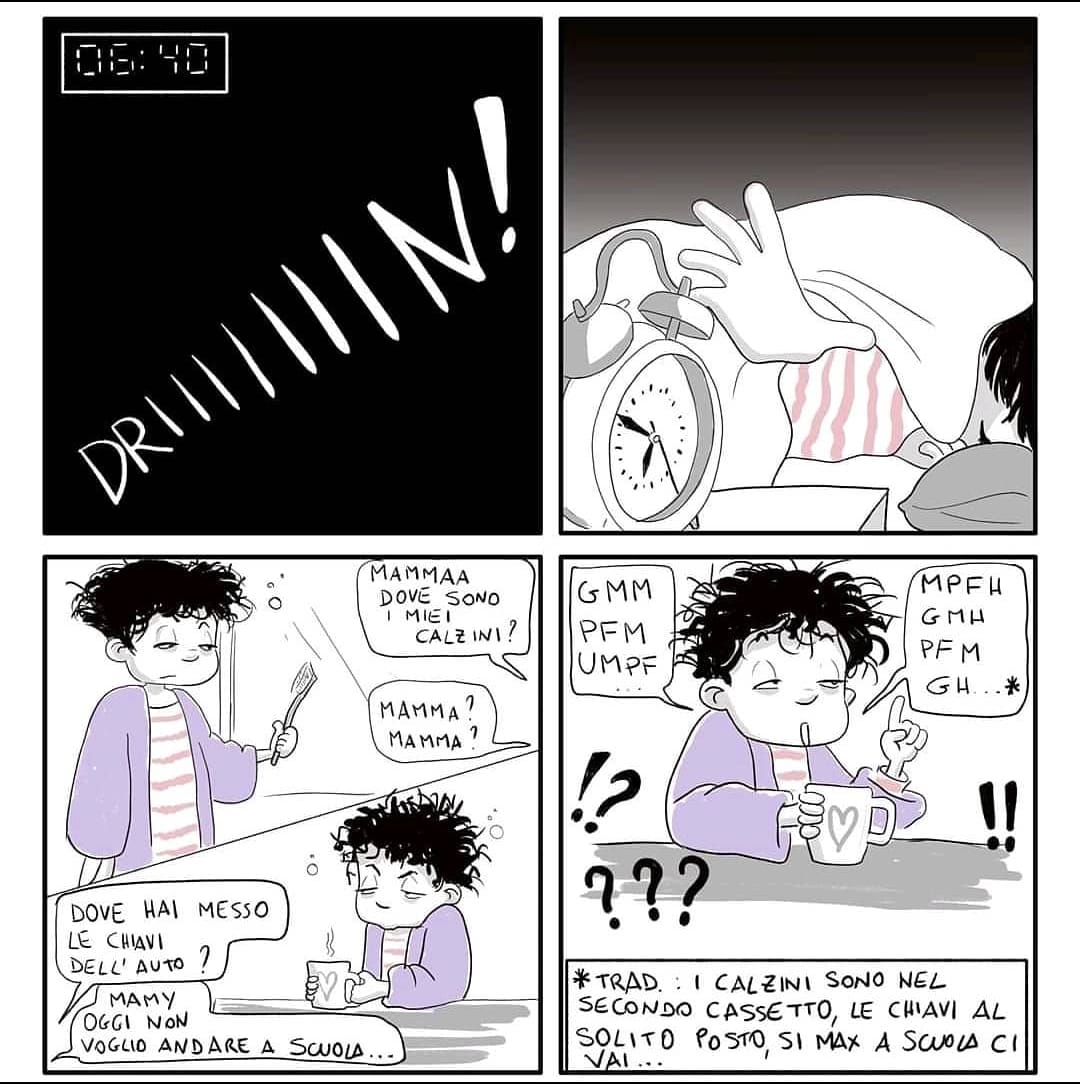 06:40
DRIIIIIIIN!
MAMMAA
DOVE SONO
I MIEI
CALZINI?
MAMMA?
MAMMA?
DOVE HAI MESSO
LE CHIAVI
DELL'AUTO?
MAMY
OGGI NON
VOGLIO ANDARE A SCUOLA...
GMM
PFM
UMPF
...
MPFH
GMH
PFM
GH...*
!?
!!
???
*TRAD.: I CALZINI SONO NEL
SECONDO CASSETTO, LE CHIAVI AL
SOLITO POSTO, SI MAX A SCUOLA CI
VAI...